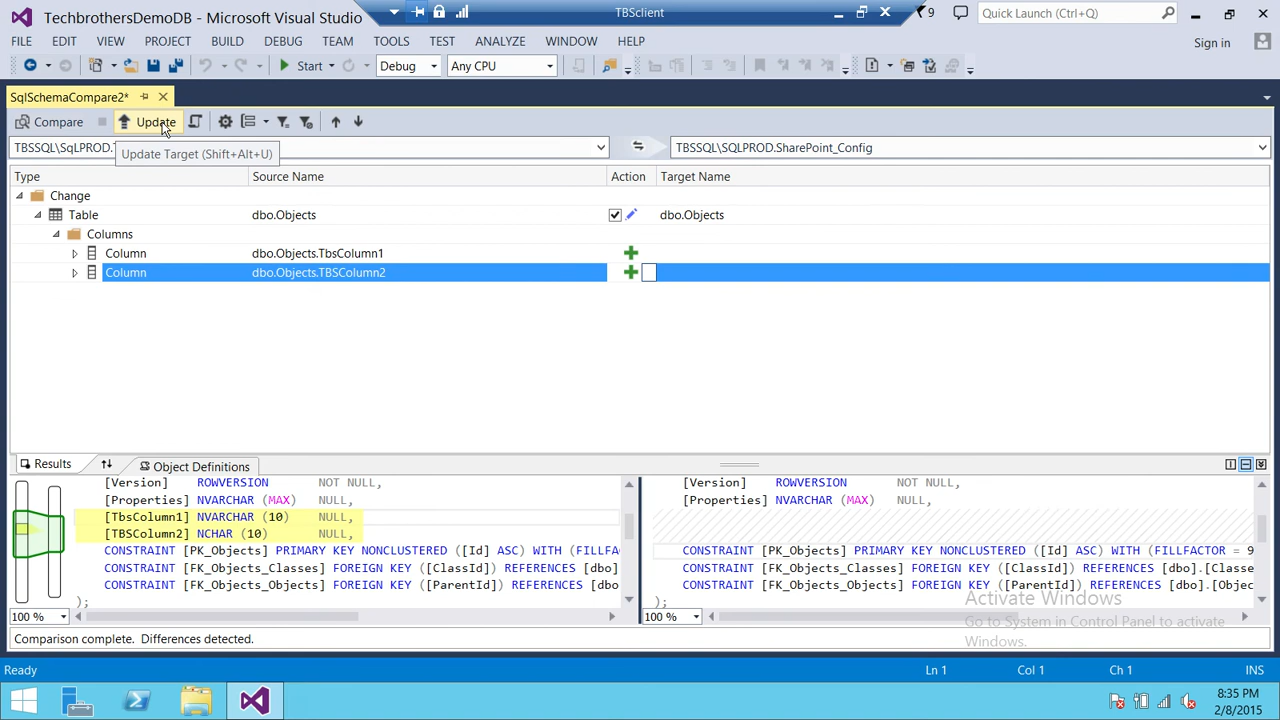 TechbrothersDemoDB - Microsoft Visual Studio
TBSclient
9
Quick Launch (Ctrl+Q)
FILE EDIT VIEW PROJECT BUILD DEBUG TEAM TOOLS TEST ANALYZE WINDOW HELP
Sign in
Start Debug Any CPU
SqlSchemaCompare2*
Compare Update
TBSSQL\SqLPROD. TBSSQL\SQLPROD.SharePoint_Config
Update Target (Shift+Alt+U)
Type Source Name Action Target Name
Change
Table dbo.Objects dbo.Objects
Columns
Column dbo.Objects.TbsColumn1
Column dbo.Objects.TBSColumn2
Results Object Definitions
[Version] ROWVERSION NOT NULL, [Version] ROWVERSION NOT NULL,
[Properties] NVARCHAR (MAX) NULL, [Properties] NVARCHAR (MAX) NULL,
[TbsColumn1] NVARCHAR (10) NULL,
[TBSColumn2] NCHAR (10) NULL,
CONSTRAINT [PK_Objects] PRIMARY KEY NONCLUSTERED ([Id] ASC) WITH (FILLFA CONSTRAINT [PK_Objects] PRIMARY KEY NONCLUSTERED ([Id] ASC) WITH (FILLFACTOR = 9
CONSTRAINT [FK_Objects_Classes] FOREIGN KEY ([ClassId]) REFERENCES [dbo] CONSTRAINT [FK_Objects_Classes] FOREIGN KEY ([ClassId]) REFERENCES [dbo].[Classe
CONSTRAINT [FK_Objects_Objects] FOREIGN KEY ([ParentId]) REFERENCES [dbo CONSTRAINT [FK_Objects_Objects] FOREIGN KEY ([ParentId]) REFERENCES [dbo].[Objec
); );
Activate Windows
Go to System in Control Panel to activate
Windows.
100 % 100 %
Comparison complete. Differences detected.
Ready Ln 1 Col 1 Ch 1 INS
8:35 PM
2/8/2015